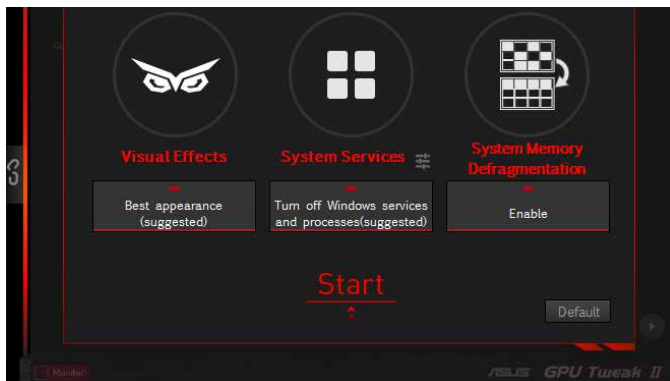 Visual Effects
System Services
System Memory
Defragmentation
Best appearance
(suggested)
Turn off Windows services
and processes(suggested)
Enable
Start
Default
Monitor
ASUS GPU Tweak II